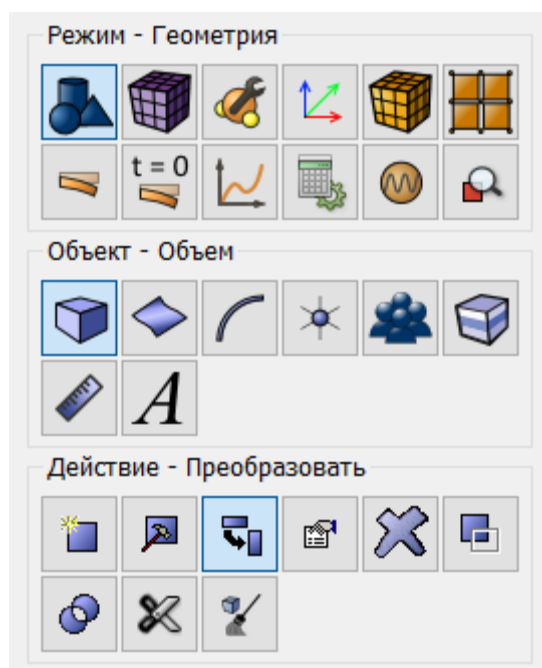 Режим - Геометрия
t = 0
Объект - Объем
A
Действие - Преобразовать